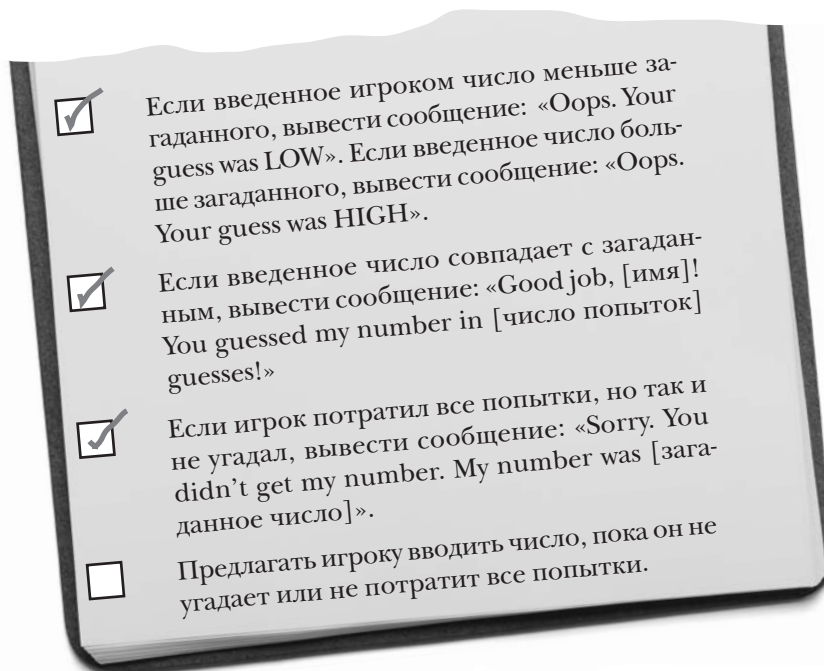 Если введенное игроком число меньше за-
гаданного, вывести сообщение: «Oops. Your
guess was LOW». Если введенное число боль-
ше загаданного, вывести сообщение: «Oops.
Your guess was HIGH».
Если введенное число совпадает с загадан-
ным, вывести сообщение: «Good job, [имя]!
You guessed my number in [число попыток]
guesses!»
Если игрок потратил все попытки, но так и
не угадал, вывести сообщение: «Sorry. You
didn’t get my number. My number was [зага-
данное число]».
Предлагать игроку вводить число, пока он не
угадает или не потратит все попытки.